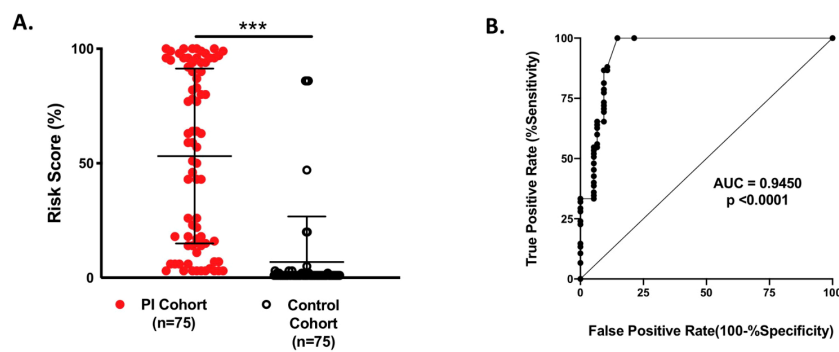 A.
***
Risk Score (%)
100
50
0
PI Cohort
(n=75)
Control
Cohort
(n=75)
B.
True Positive Rate (%Sensitivity)
100
75
50
25
0
0
25
50
75
100
AUC = 0.9450
p <0.0001
False Positive Rate(100-%Specificity)